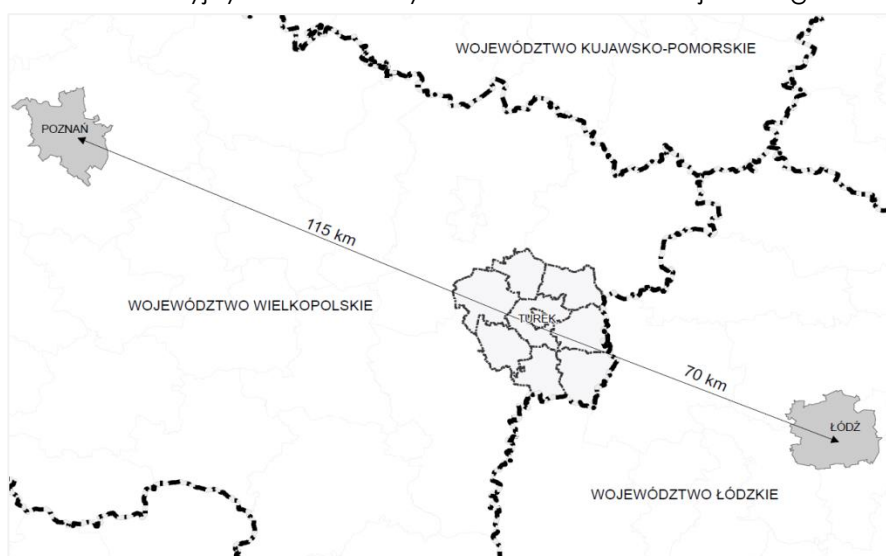 WOJEWÓDZTWO KUJAWSKO-POMORSKIE
POZNAŃ
115 km
WOJEWÓDZTWO WIELKOPOLSKIE
TUREK
70 km
ŁÓDŹ
WOJEWÓDZTWO ŁÓDZKIE